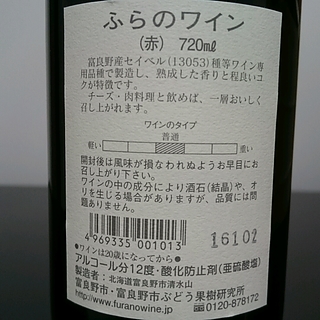 ふらのワイン
(赤) 720mℓ
富良野産セイベル(13053)種等ワイン専
用品種で製造し、熟成した香りと程良いコ
クが特徴です。
チーズ・肉料理と飲めば、一層おいしく
召し上がれます。
ワインのタイプ
普通
軽い 重い
開封後は風味が損なわれぬようお早目にお
召し上がり下さい。
ワインの中の成分により酒石(結晶)や、オ
リを生じる場合がありますが、品質には問
題ありません。
4 969335 001013
16102
●ワインは20歳になってから●
アルコール分12度・酸化防止剤(亜硫酸塩)
製造者:北海道富良野市清水山
富良野市・富良野市ぶどう果樹研究所
www.furanowine.jp 0120-878172